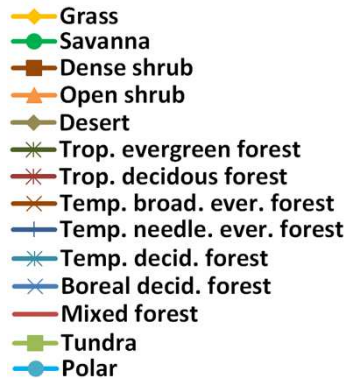 Grass
Savanna
Dense shrub
Open shrub
Desert
Trop. evergreen forest
Trop. decidous forest
Temp. broad. ever. forest
Temp. needle. ever. forest
Temp. decid. forest
Boreal decid. forest
Mixed forest
Tundra
Polar